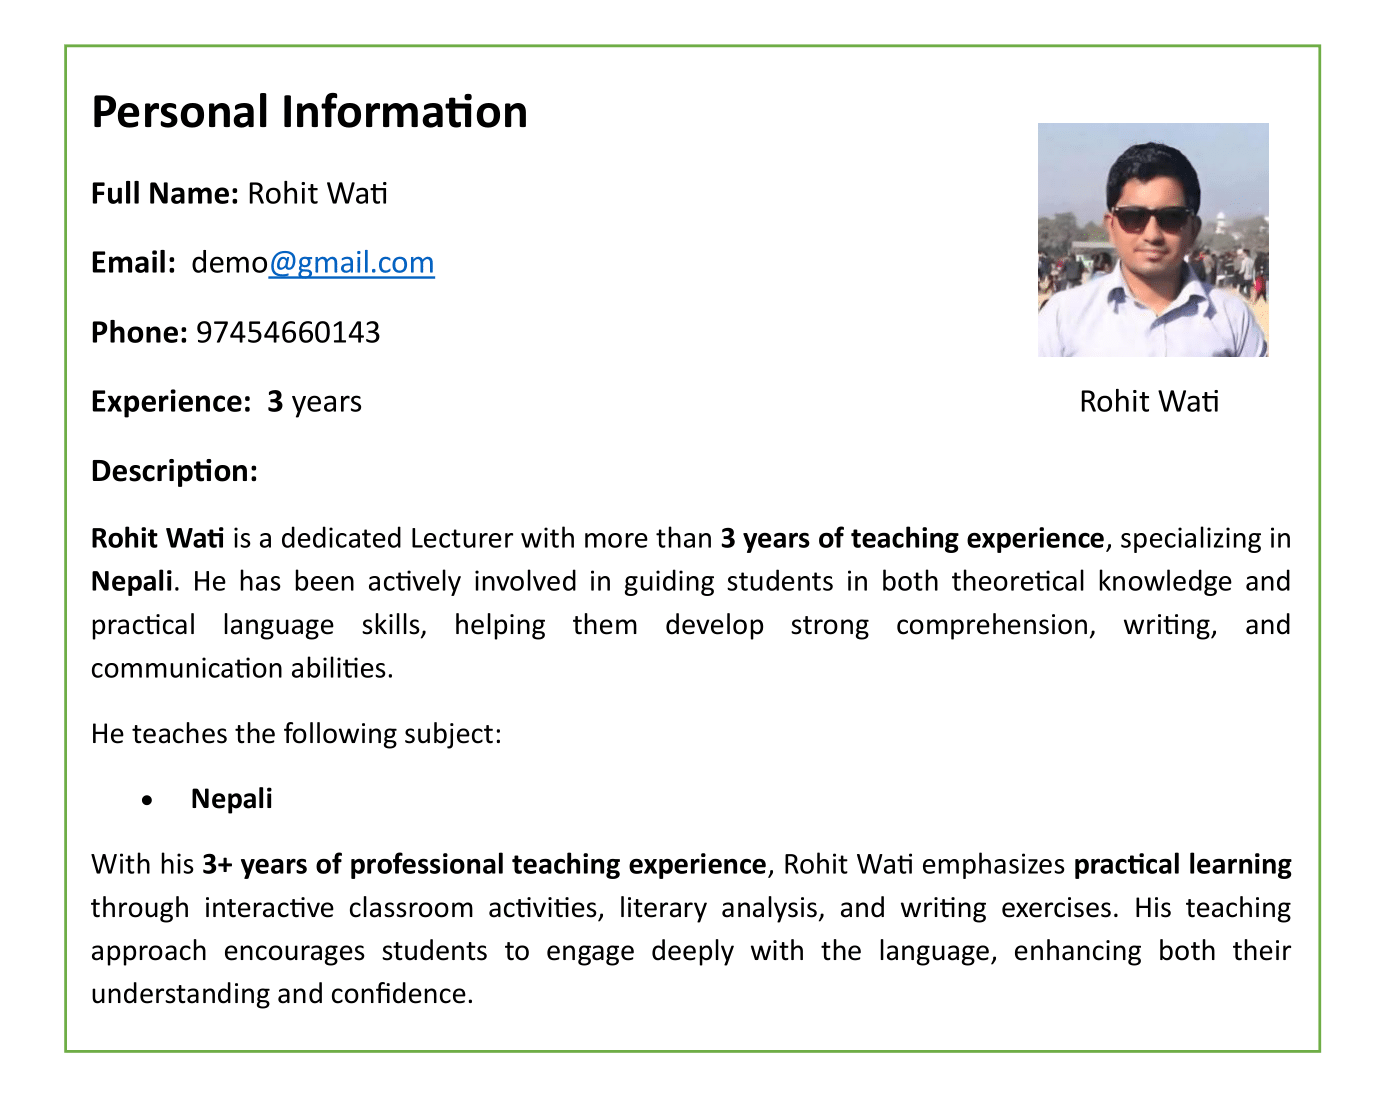 Personal Information
Full Name: Rohit Wati
Email: demo@gmail.com
Phone: 97454660143
Experience: 3 years
Rohit Wati
Description:
Rohit Wati is a dedicated Lecturer with more than 3 years of teaching experience, specializing in
Nepali. He has been actively involved in guiding students in both theoretical knowledge and
practical language skills, helping them develop strong comprehension, writing, and
communication abilities.
He teaches the following subject:
• Nepali
With his 3+ years of professional teaching experience, Rohit Wati emphasizes practical learning
through interactive classroom activities, literary analysis, and writing exercises. His teaching
approach encourages students to engage deeply with the language, enhancing both their
understanding and confidence.